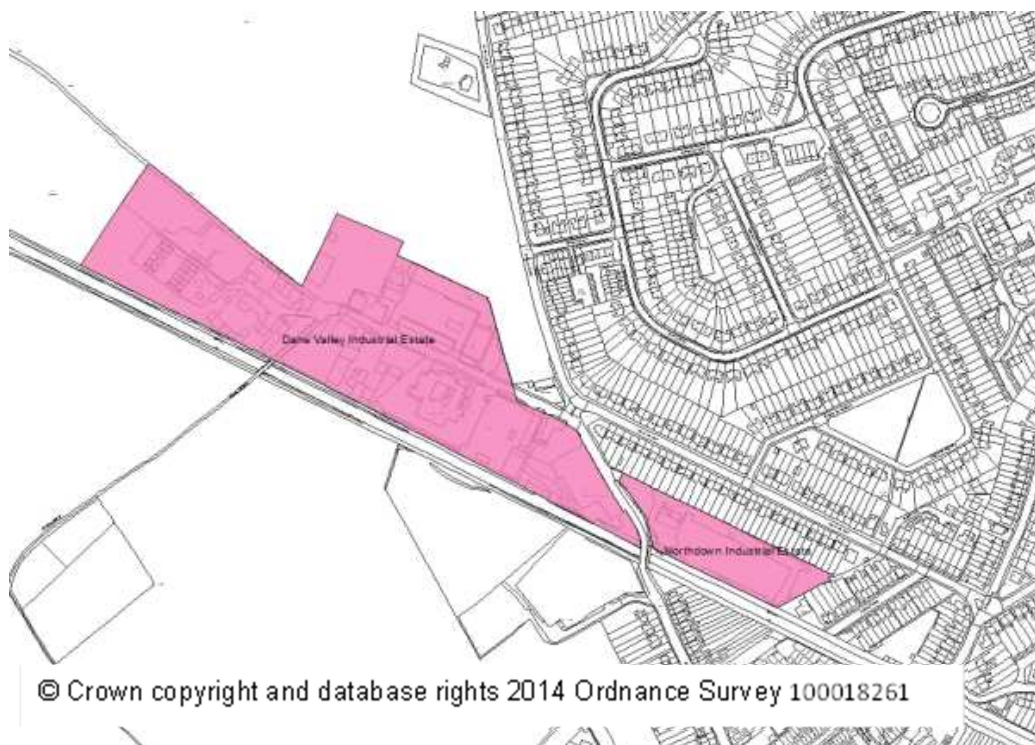 Dane Valley Industrial Estate
Northdown Industrial Estate
© Crown copyright and database rights 2014 Ordnance Survey 100018261